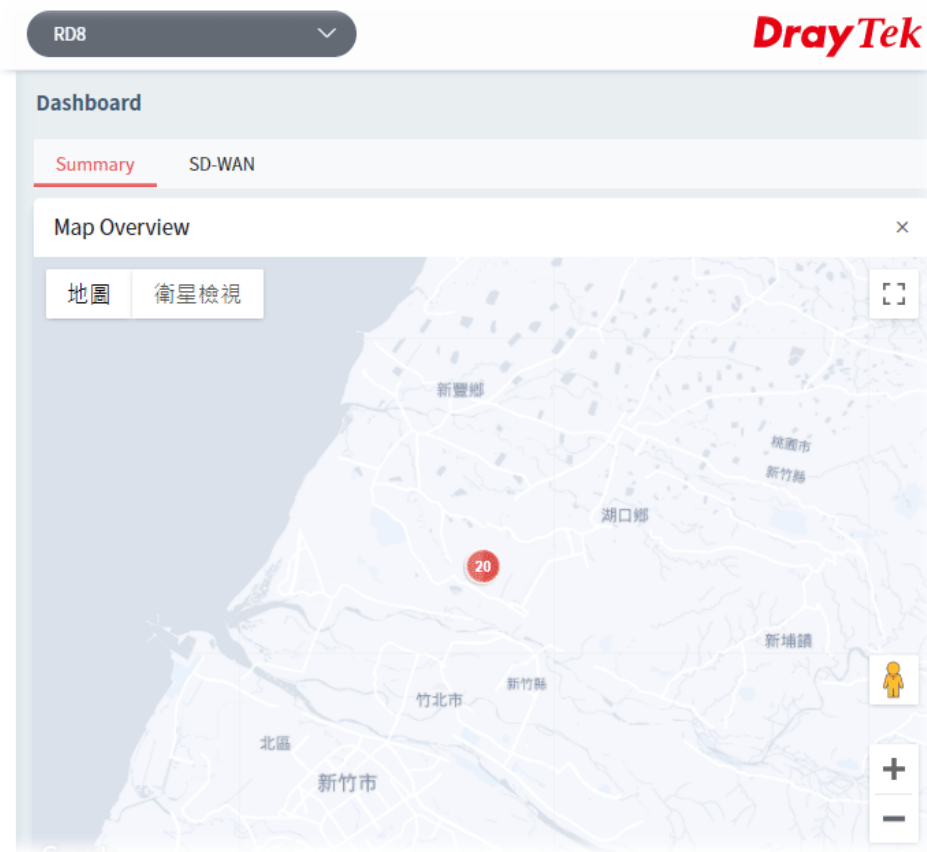 RD8
DrayTek
Dashboard
Summary SD-WAN
Map Overview ×
地圖 衛星檢視
新豐鄉
桃園市
新竹縣
湖口鄉
20
新埔鎮
新竹縣
竹北市
北區
新竹市